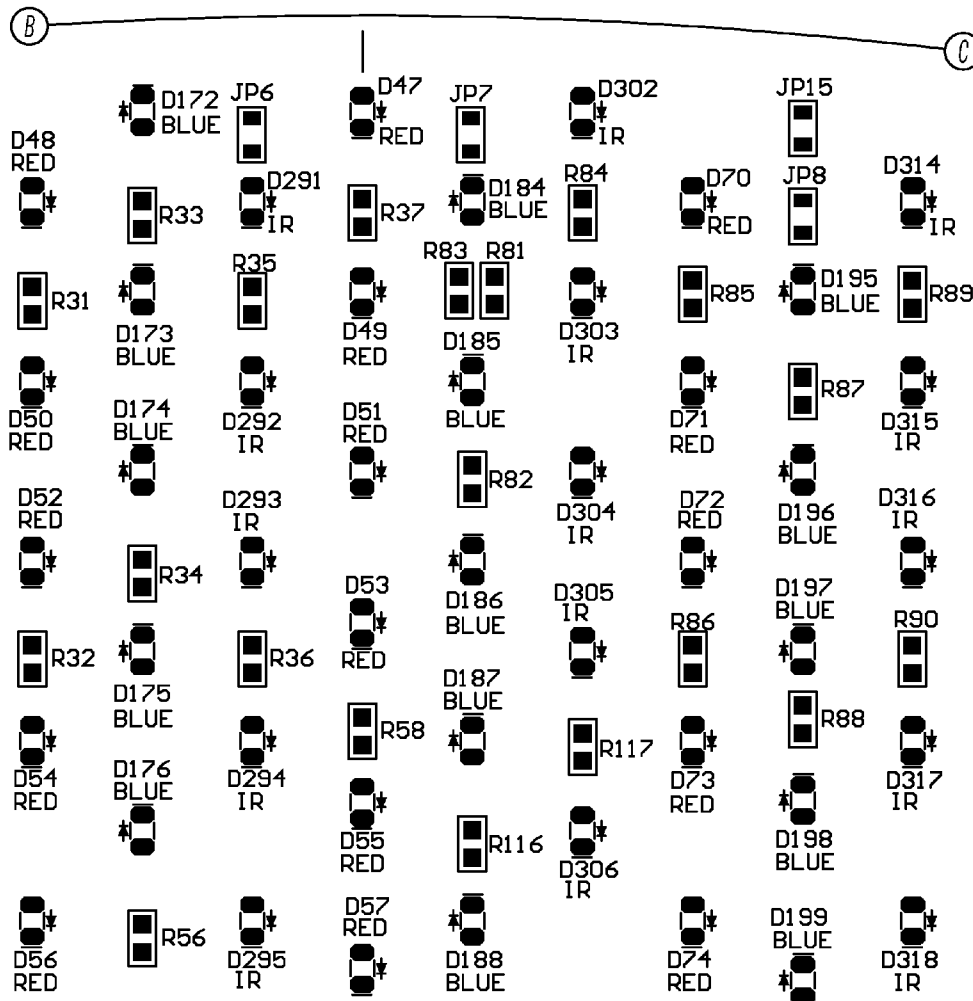 B
C
D172
BLUE
JP6
D47
RED
JP7
D302
IR
JP15
D48
RED
R33
D291
IR
R37
D184
BLUE
R84
D70
RED
JP8
D314
IR
R31
D173
BLUE
R35
D49
RED
R83
R81
D303
IR
R85
D195
BLUE
R89
D50
RED
D174
BLUE
D292
IR
D51
RED
D185
BLUE
D71
RED
R87
D315
IR
D52
RED
D293
IR
R82
D304
IR
D72
RED
D196
BLUE
D316
IR
R34
D53
RED
D186
BLUE
D305
IR
D197
BLUE
R32
D175
BLUE
R36
D187
BLUE
R86
R90
D54
RED
D176
BLUE
D294
IR
R58
R117
D73
RED
R88
D317
IR
D55
RED
R116
D306
IR
D198
BLUE
D56
RED
R56
D295
IR
D57
RED
D188
BLUE
D74
RED
D199
BLUE
D318
IR